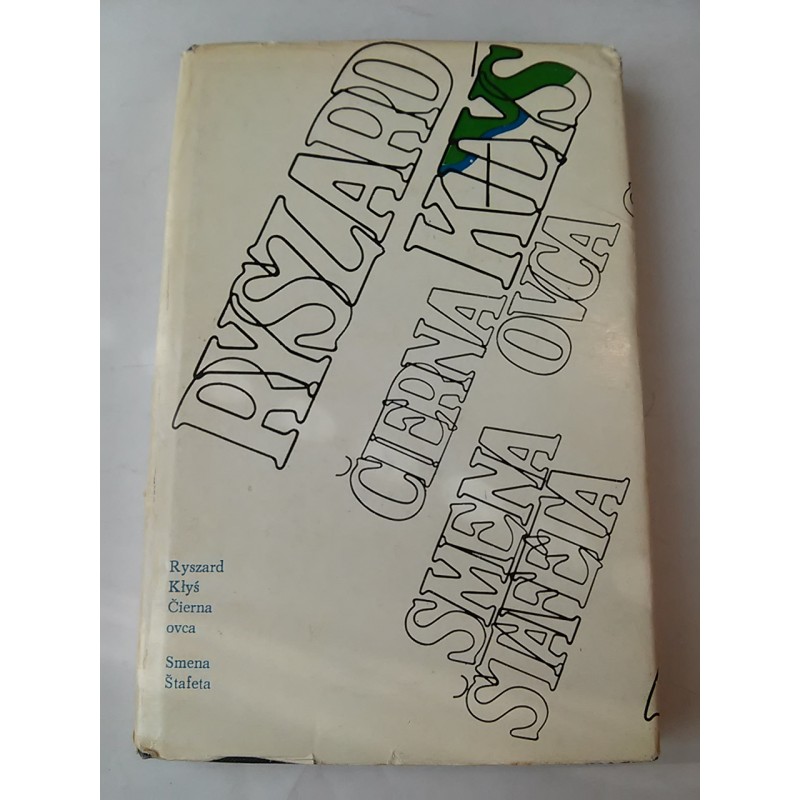 RYSZARD
KŁYŚ
ČIERNA
OVCA
SMENA
ŠTAFETA
Ryszard
Kłyś
Čierna
ovca
Smena
Štafeta